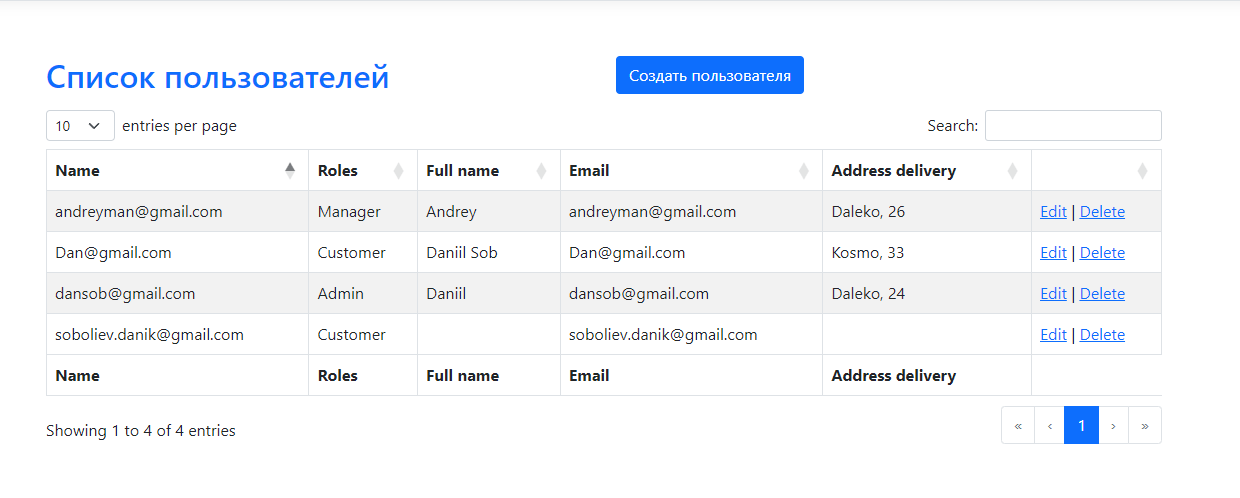 Список пользователей Создать пользователя
10 entries per page Search:
Name Roles Full name Email Address delivery
andreyman@gmail.com Manager Andrey andreyman@gmail.com Daleko, 26 Edit | Delete
Dan@gmail.com Customer Daniil Sob Dan@gmail.com Kosmo, 33 Edit | Delete
dansob@gmail.com Admin Daniil dansob@gmail.com Daleko, 24 Edit | Delete
soboliev.danik@gmail.com Customer soboliev.danik@gmail.com Edit | Delete
Name Roles Full name Email Address delivery
Showing 1 to 4 of 4 entries « ‹ 1 › »